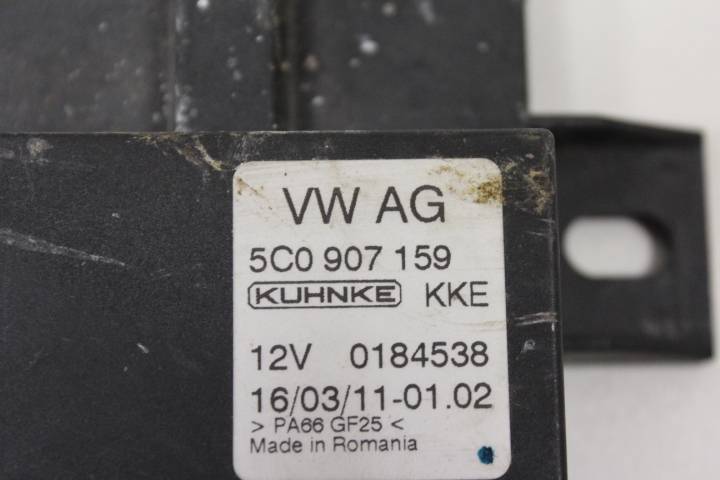 VW AG
5C0 907 159
KUHNKE KKE
12V 0184538
16/03/11-01.02
> PA66 GF25 <
Made in Romania